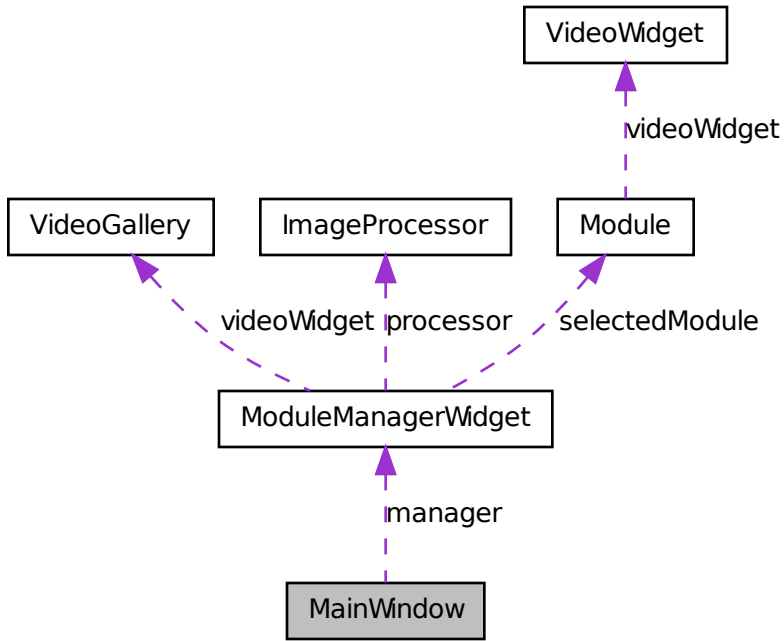 VideoWidget
videoWidget
VideoGallery
ImageProcessor
Module
videoWidget
processor
selectedModule
ModuleManagerWidget
manager
MainWindow